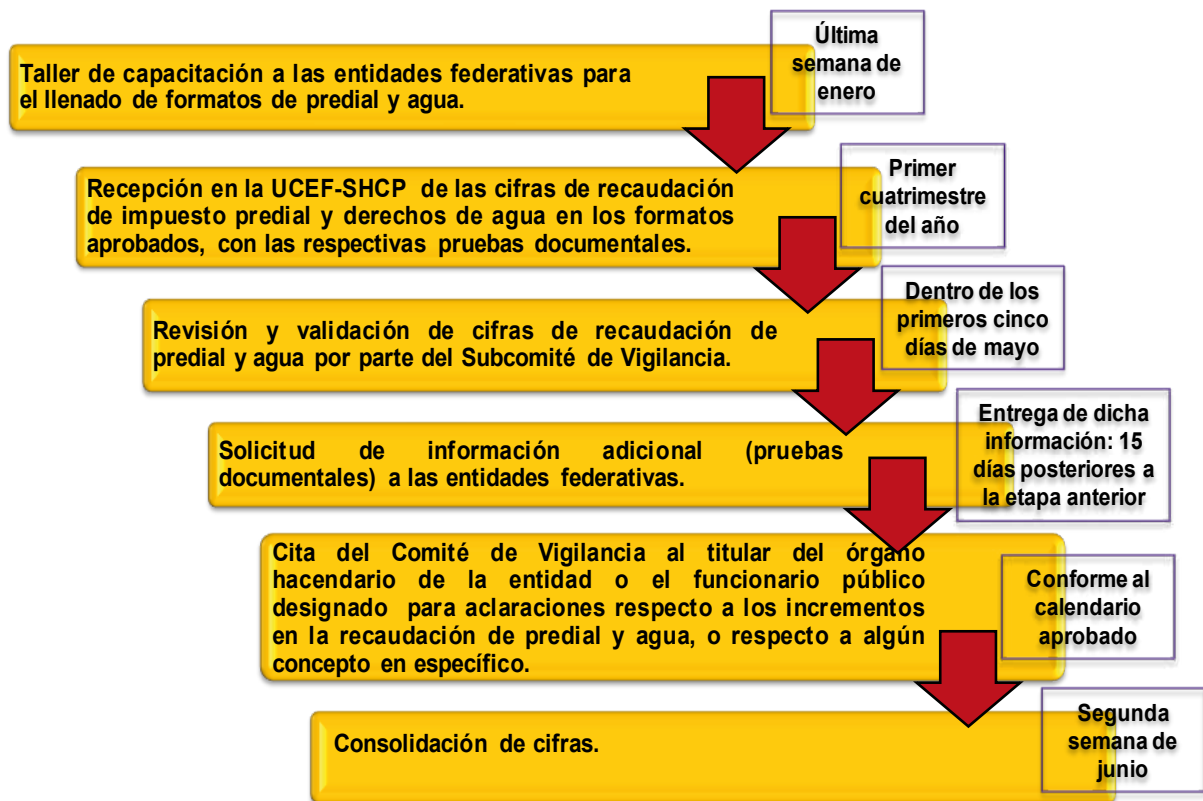 Última
semana de
enero
Taller de capacitación a las entidades federativas para
el llenado de formatos de predial y agua.
Primer
cuatrimestre
del año
Recepción en la UCEF-SHCP de las cifras de recaudación
de impuesto predial y derechos de agua en los formatos
aprobados, con las respectivas pruebas documentales.
Dentro de los
primeros cinco
días de mayo
Revisión y validación de cifras de recaudación de
predial y agua por parte del Subcomité de Vigilancia.
Entrega de dicha
información: 15
días posteriores a
la etapa anterior
Solicitud de información adicional (pruebas
documentales) a las entidades federativas.
Cita del Comité de Vigilancia al titular del órgano
hacendario de la entidad o el funcionario público
designado para aclaraciones respecto a los incrementos
en la recaudación de predial y agua, o respecto a algún
concepto en específico.
Conforme al
calendario
aprobado
Segunda
semana de
junio
Consolidación de cifras.